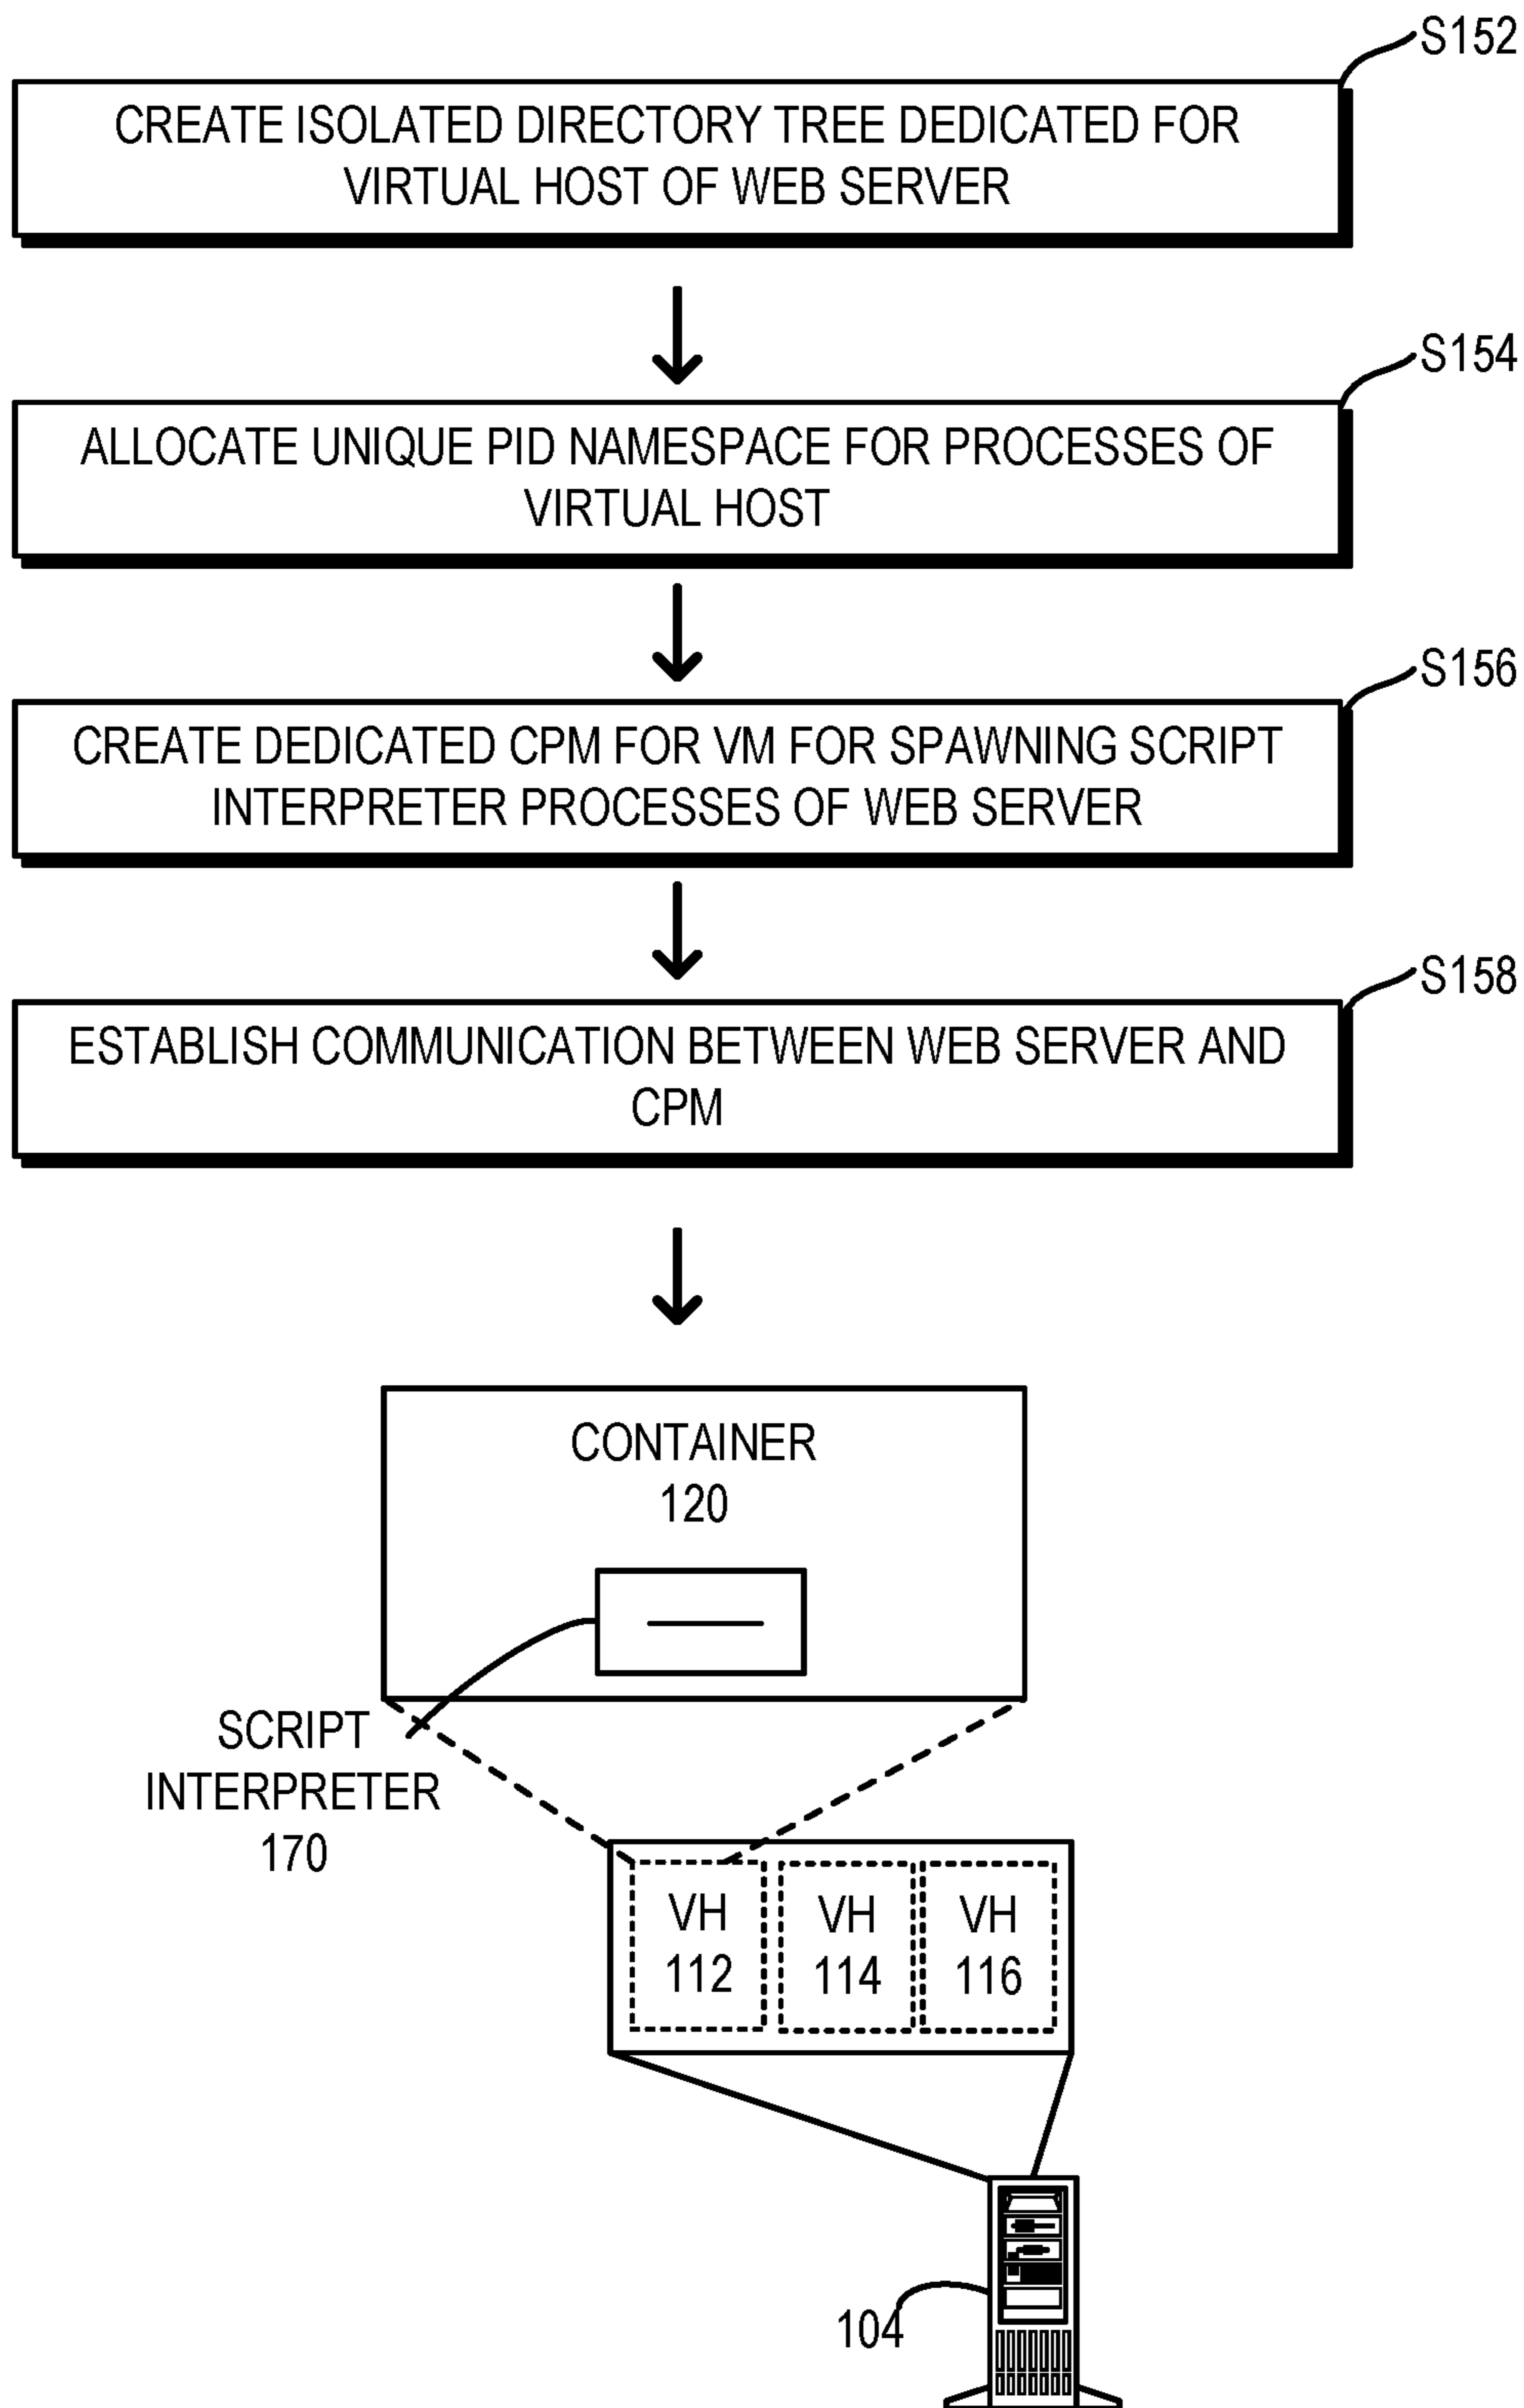 S152
CREATE ISOLATED DIRECTORY TREE DEDICATED FOR
VIRTUAL HOST OF WEB SERVER
S154
ALLOCATE UNIQUE PID NAMESPACE FOR PROCESSES OF
VIRTUAL HOST
S156
CREATE DEDICATED CPM FOR VM FOR SPAWNING SCRIPT
INTERPRETER PROCESSES OF WEB SERVER
S158
ESTABLISH COMMUNICATION BETWEEN WEB SERVER AND
CPM
CONTAINER
120
SCRIPT
INTERPRETER
170
VH
112
VH
114
VH
116
104